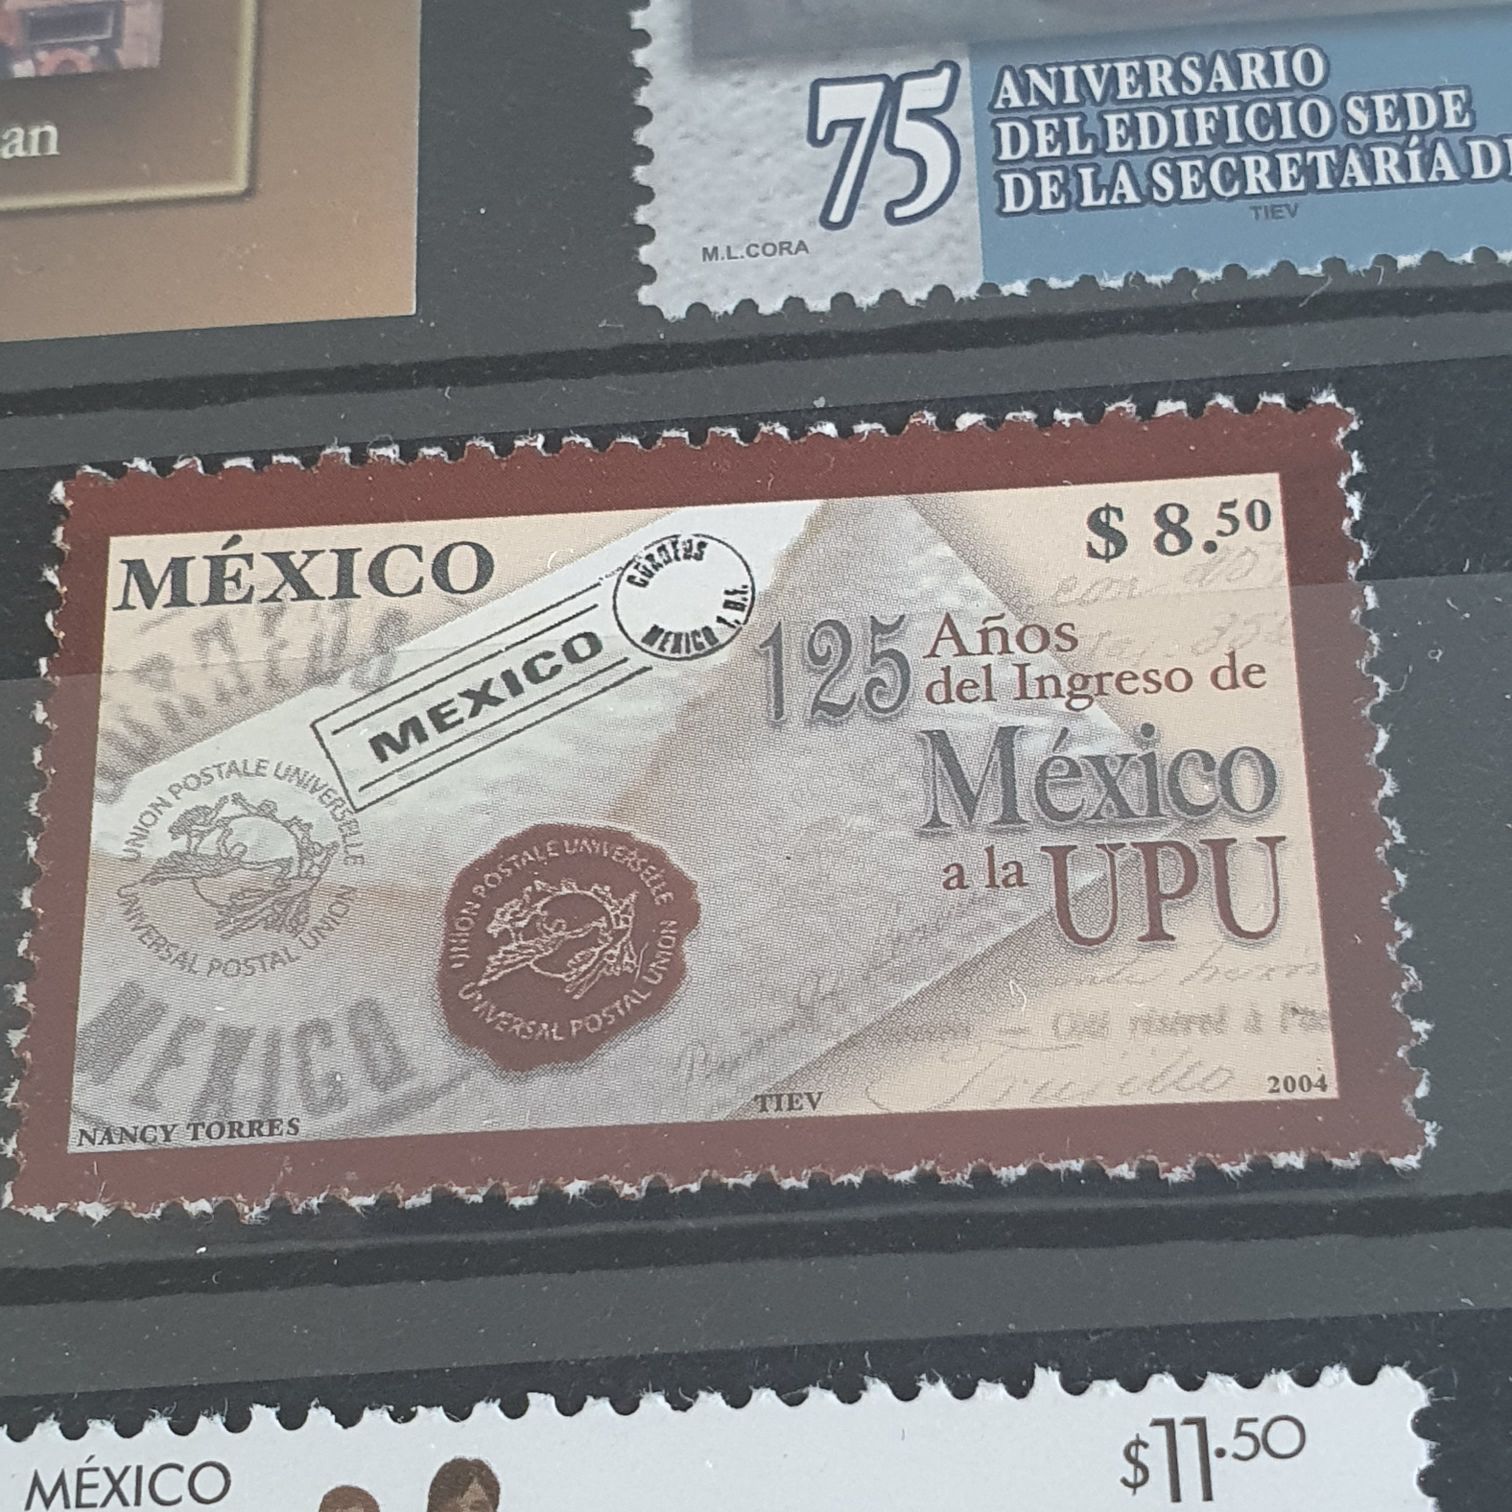 an
75
ANIVERSARIO
DEL EDIFICIO SEDE
DE LA SECRETARÍA
TIEV
M.L.CORA
MÉXICO
$ 8.50
CORREOS
MEXICO 1,
MEXICO
125 Años
del Ingreso de
México
a la UPU
UNION POSTALE UNIVERSELLE
UNIVERSAL POSTAL UNION
UNION POSTALE UNIVERSELLE
UNIVERSAL POSTAL UNION
CORREOS
MEXICO
Trujillo
NANCY TORRES
TIEV
2004
MÉXICO
$11.50